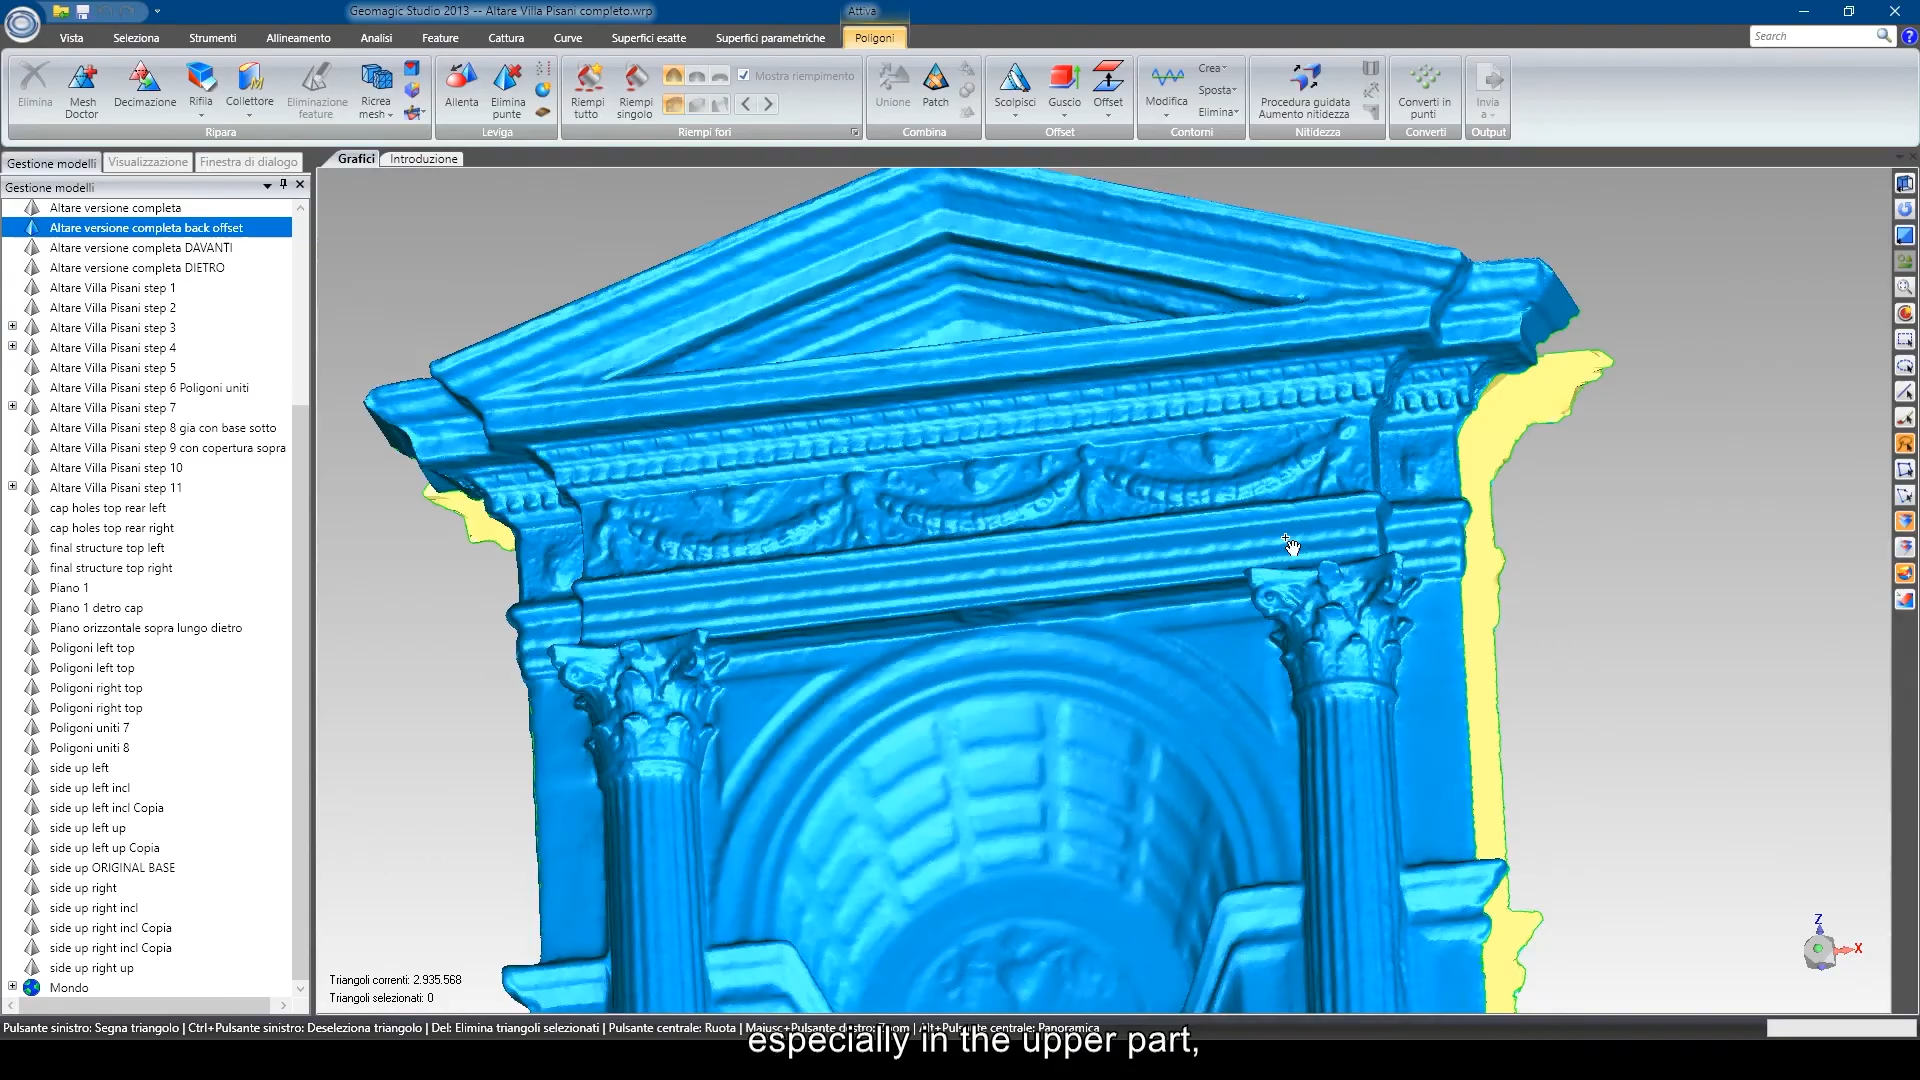 Geomagic Studio 2013 -- Altare Villa Pisani completo.wrp
Attiva
Vista Seleziona Strumenti Allineamento Analisi Feature Cattura Curve Superfici esatte Superfici parametriche Poligoni
Search
Elimina
Mesh Doctor
Decimazione
Rifila
Collettore
Eliminazione feature
Ricrea mesh
Ripara
Allenta
Elimina punte
Leviga
Riempi tutto
Riempi singolo
Mostra riempimento
Riempi fori
Unione
Patch
Combina
Scolpisci
Guscio
Offset
Offset
Modifica
Crea
Sposta
Elimina
Contorni
Procedura guidata Aumento nitidezza
Nitidezza
Converti in punti
Converti
Invia a
Output
Gestione modelli Visualizzazione Finestra di dialogo
Grafici Introduzione
Gestione modelli
Altare versione completa
Altare versione completa back offset
Altare versione completa DAVANTI
Altare versione completa DIETRO
Altare Villa Pisani step 1
Altare Villa Pisani step 2
Altare Villa Pisani step 3
Altare Villa Pisani step 4
Altare Villa Pisani step 5
Altare Villa Pisani step 6 Poligoni uniti
Altare Villa Pisani step 7
Altare Villa Pisani step 8 gia con base sotto
Altare Villa Pisani step 9 con copertura sopra
Altare Villa Pisani step 10
Altare Villa Pisani step 11
cap holes top rear left
cap holes top rear right
final structure top left
final structure top right
Piano 1
Piano 1 detro cap
Piano orizzontale sopra lungo dietro
Poligoni left top
Poligoni left top
Poligoni right top
Poligoni right top
Poligoni uniti 7
Poligoni uniti 8
side up left
side up left incl
side up left incl Copia
side up left up
side up left up Copia
side up ORIGINAL BASE
side up right
side up right incl
side up right incl Copia
side up right incl Copia
side up right up
Mondo
Triangoli correnti: 2.935.568
Triangoli selezionati: 0
Z
X
Pulsante sinistro: Segna triangolo | Ctrl+Pulsante sinistro: Deseleziona triangolo | Del: Elimina triangoli selezionati | Pulsante centrale: Ruota | Maiusc+Pulsante destro: Zoom | Alt+Pulsante centrale: Panoramica
especially in the upper part,